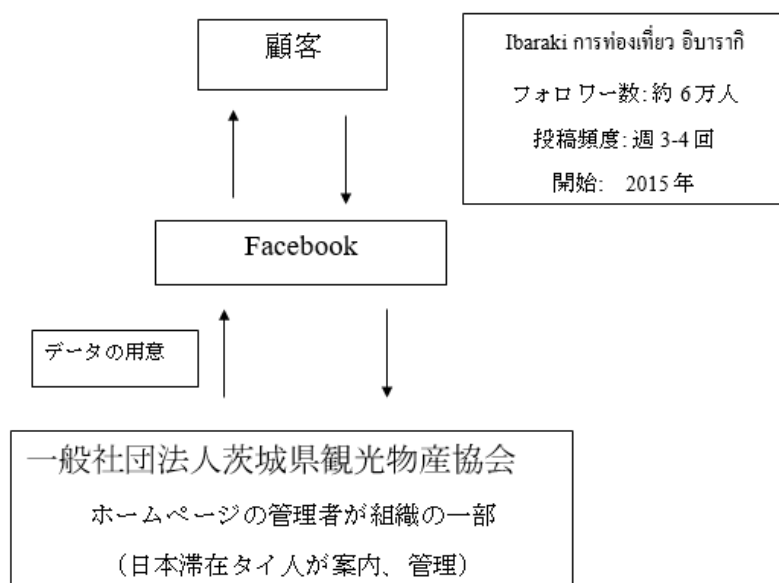 顧客
Ibaraki การท่องเที่ยว อิบารากิ
フォロワー数:約 6 万人
投稿頻度:週 3-4 回
開始: 2015 年
Facebook
データの用意
一般社団法人茨城県観光物産協会
ホームページの管理者が組織の一部
（日本滞在タイ人が案内、管理）